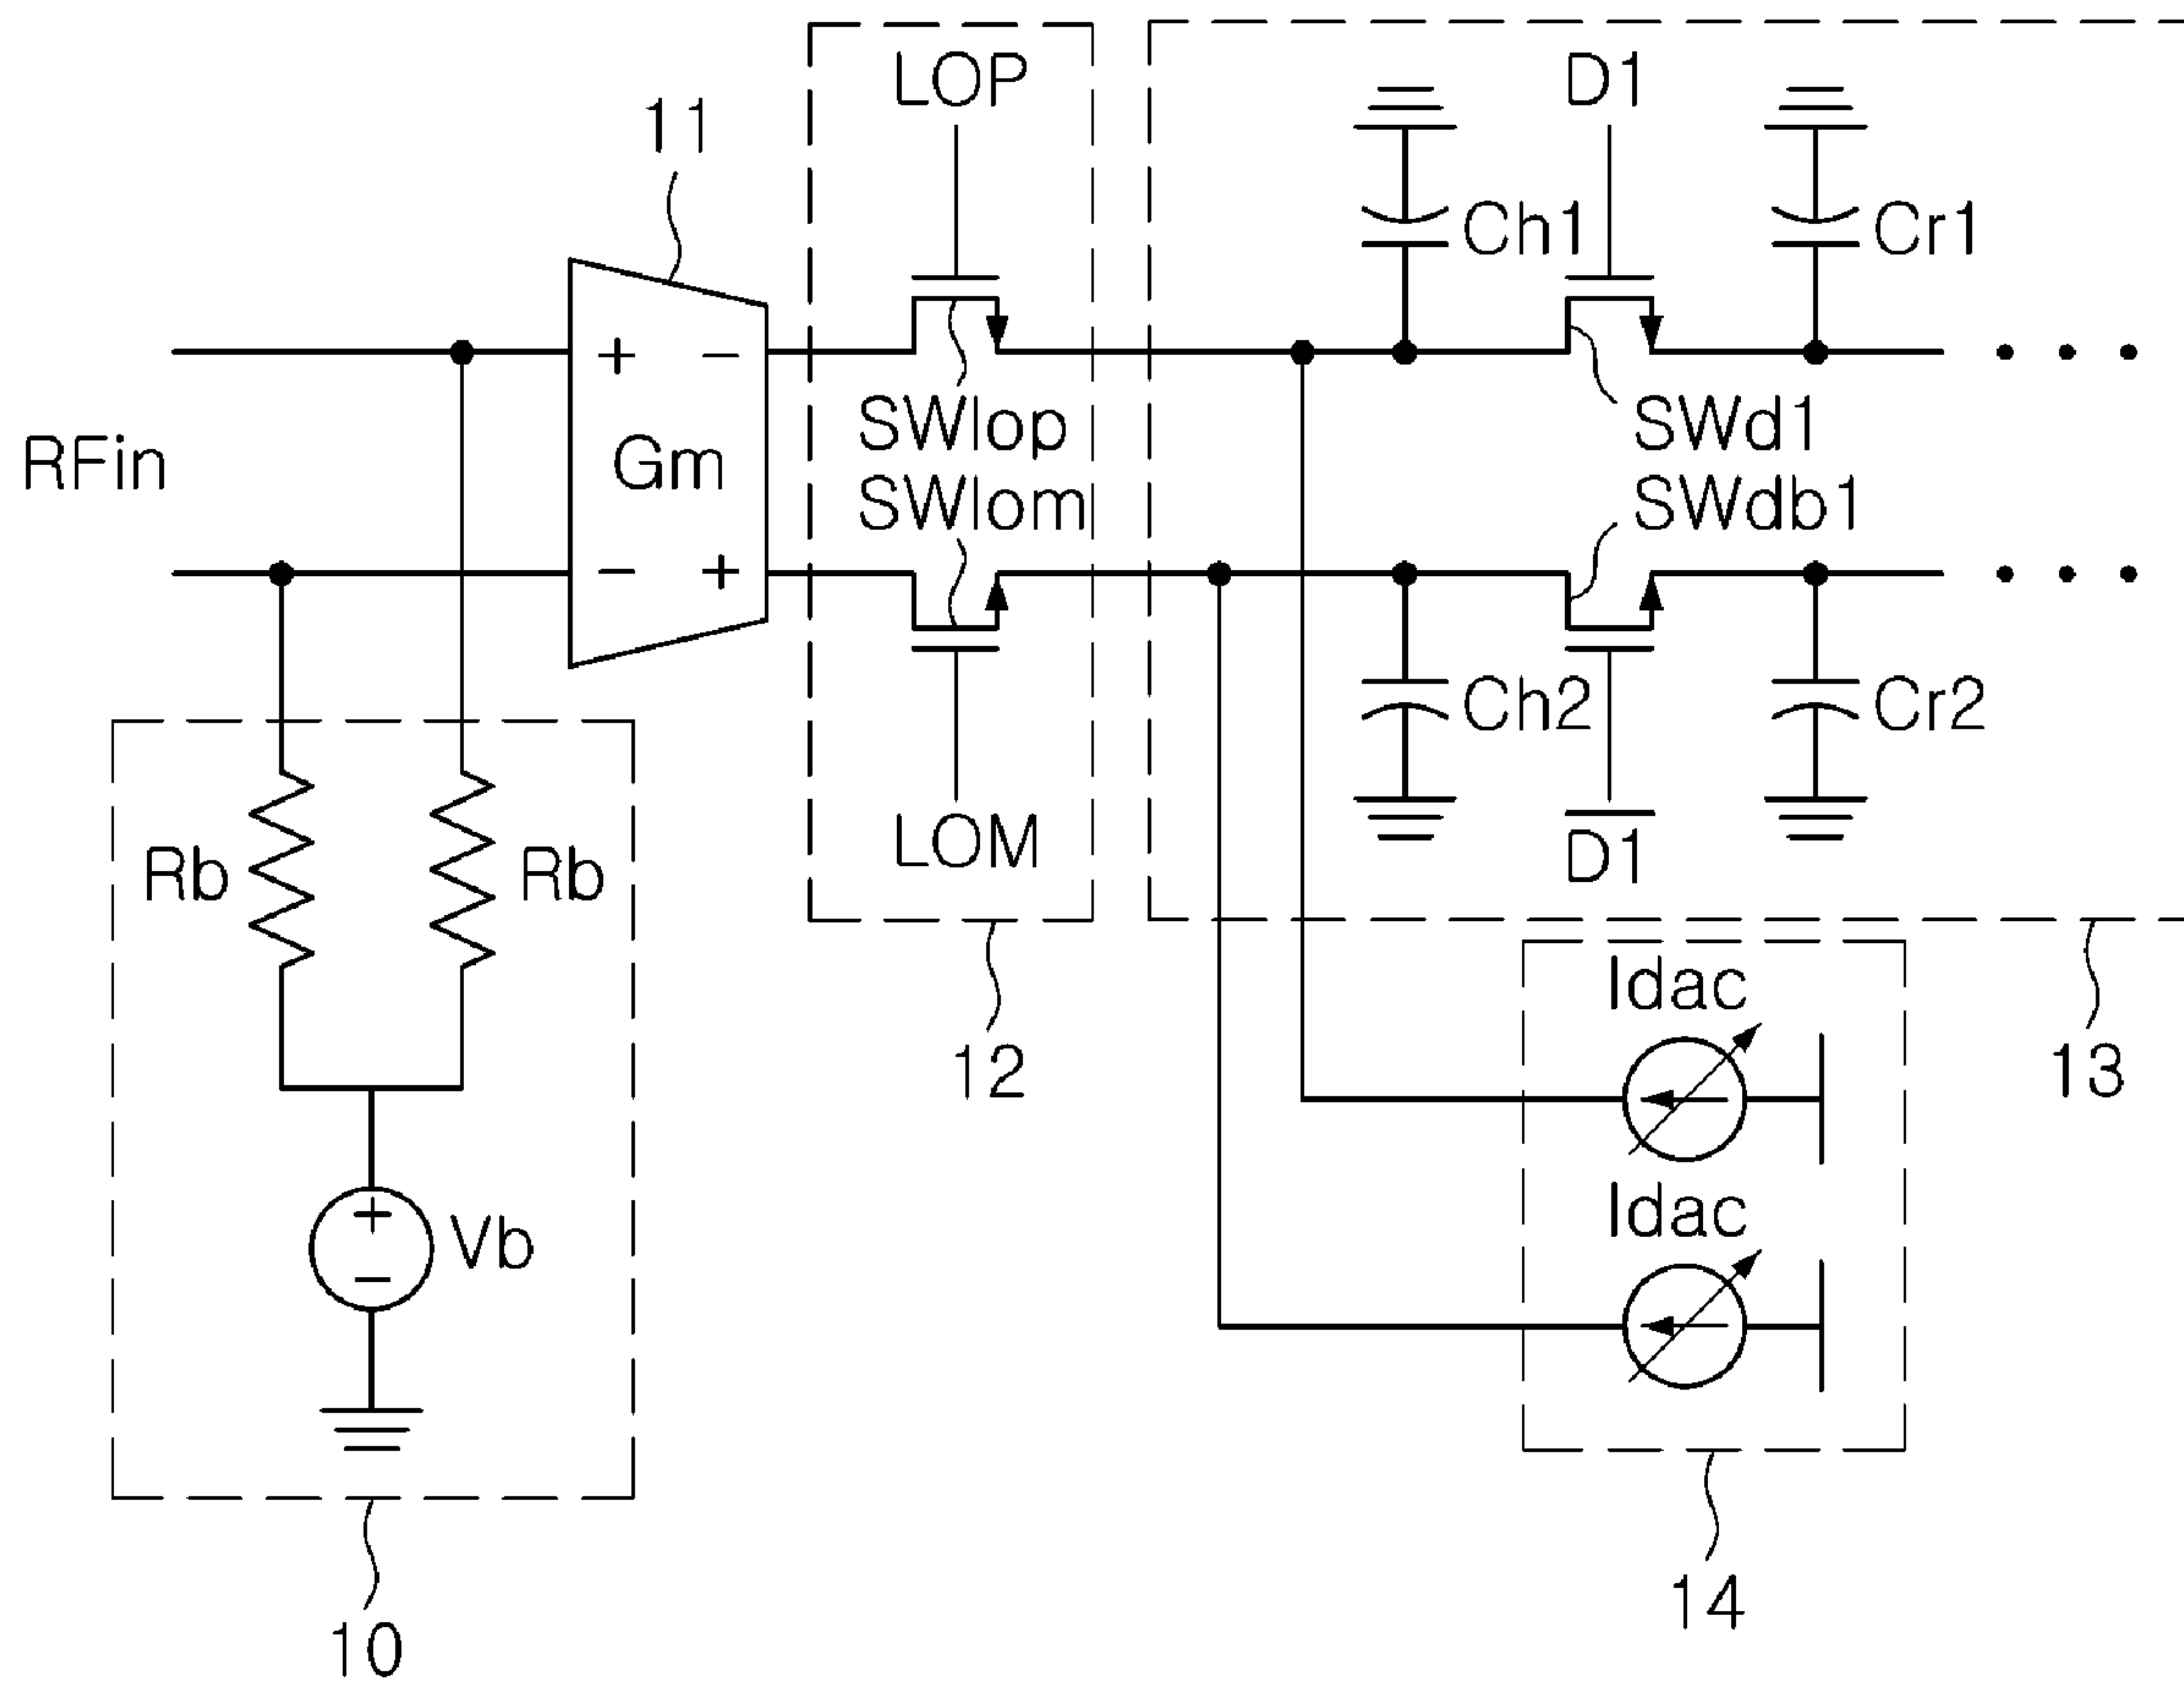 LOP
D1
11
Ch1
Cr1
+
−
RFin
Gm
SWlop
SWd1
SWlom
SWdb1
−
+
Ch2
Cr2
LOM
D1
Rb
Rb
Idac
12
13
Idac
+
Vb
−
14
10